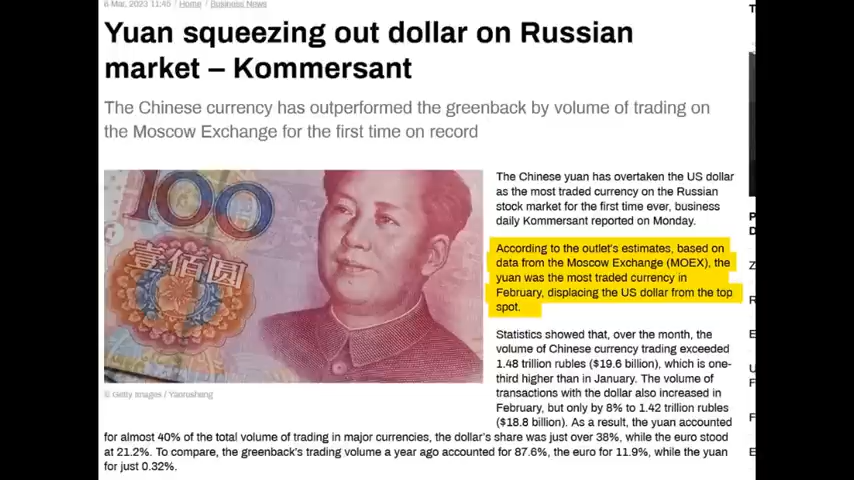 6 Mar, 2023 11:45 / Home / Business News
Yuan squeezing out dollar on Russian
market – Kommersant
The Chinese currency has outperformed the greenback by volume of trading on
the Moscow Exchange for the first time on record
100
壹佰圆
The Chinese yuan has overtaken the US dollar
as the most traded currency on the Russian
stock market for the first time ever, business
daily Kommersant reported on Monday.
According to the outlet's estimates, based on
data from the Moscow Exchange (MOEX), the
yuan was the most traded currency in
February, displacing the US dollar from the top
spot.
Statistics showed that, over the month, the
volume of Chinese currency trading exceeded
1.48 trillion rubles ($19.6 billion), which is one-
third higher than in January. The volume of
transactions with the dollar also increased in
February, but only by 8% to 1.42 trillion rubles
($18.8 billion). As a result, the yuan accounted
© Getty Images / Yanrusheng
for almost 40% of the total volume of trading in major currencies, the dollar's share was just over 38%, while the euro stood
at 21.2%. To compare, the greenback's trading volume a year ago accounted for 87.6%, the euro for 11.9%, while the yuan
for just 0.32%.